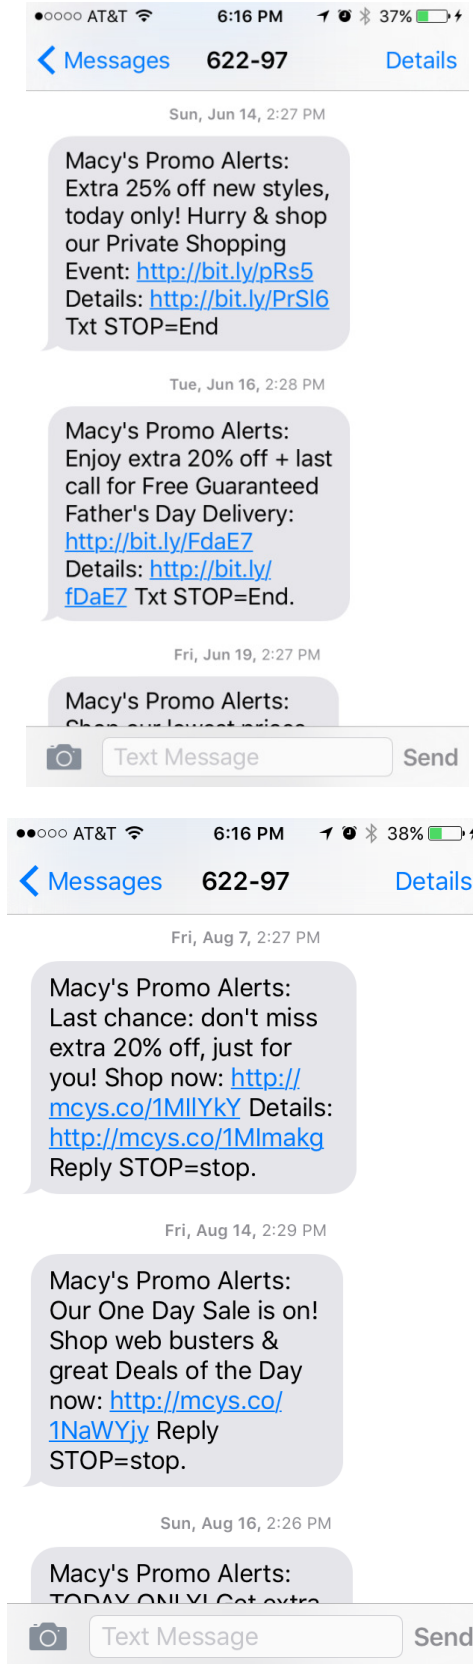 AT&T 6:16 PM 37%
Messages 622-97 Details
Sun, Jun 14, 2:27 PM
Macy's Promo Alerts:
Extra 25% off new styles,
today only! Hurry & shop
our Private Shopping
Event: http://bit.ly/pRs5
Details: http://bit.ly/PrSl6
Txt STOP=End
Tue, Jun 16, 2:28 PM
Macy's Promo Alerts:
Enjoy extra 20% off + last
call for Free Guaranteed
Father's Day Delivery:
http://bit.ly/FdaE7
Details: http://bit.ly/
fDaE7 Txt STOP=End.
Fri, Jun 19, 2:27 PM
Macy's Promo Alerts:
Shop our lowest prices
Text Message Send
AT&T 6:16 PM 38%
Messages 622-97 Details
Fri, Aug 7, 2:27 PM
Macy's Promo Alerts:
Last chance: don't miss
extra 20% off, just for
you! Shop now: http://
mcys.co/1MIlYkY Details:
http://mcys.co/1MImakg
Reply STOP=stop.
Fri, Aug 14, 2:29 PM
Macy's Promo Alerts:
Our One Day Sale is on!
Shop web busters &
great Deals of the Day
now: http://mcys.co/
1NaWYjy Reply
STOP=stop.
Sun, Aug 16, 2:26 PM
Macy's Promo Alerts:
TODAY ONLY! Get extra
Text Message Send